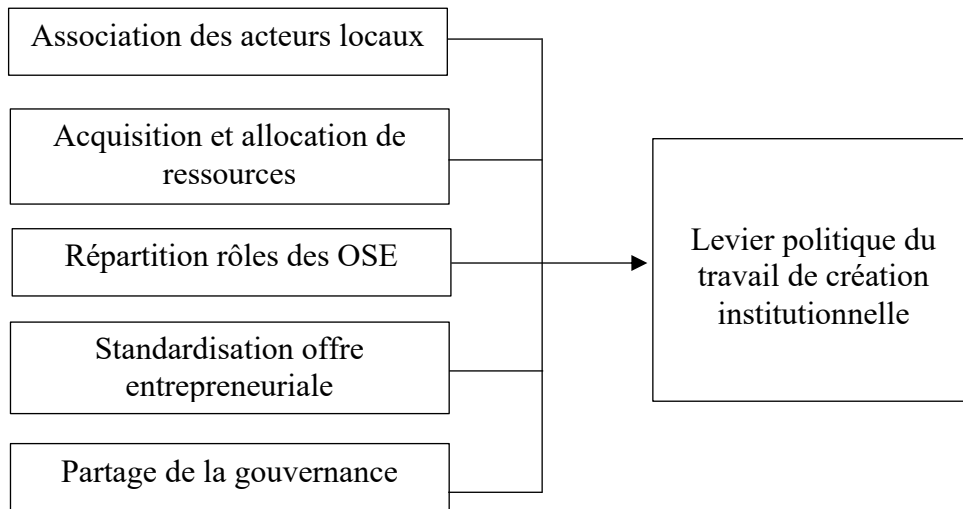 Association des acteurs locaux
Acquisition et allocation de
ressources
Répartition rôles des OSE
Standardisation offre
entrepreneuriale
Partage de la gouvernance
Levier politique du
travail de création
institutionnelle